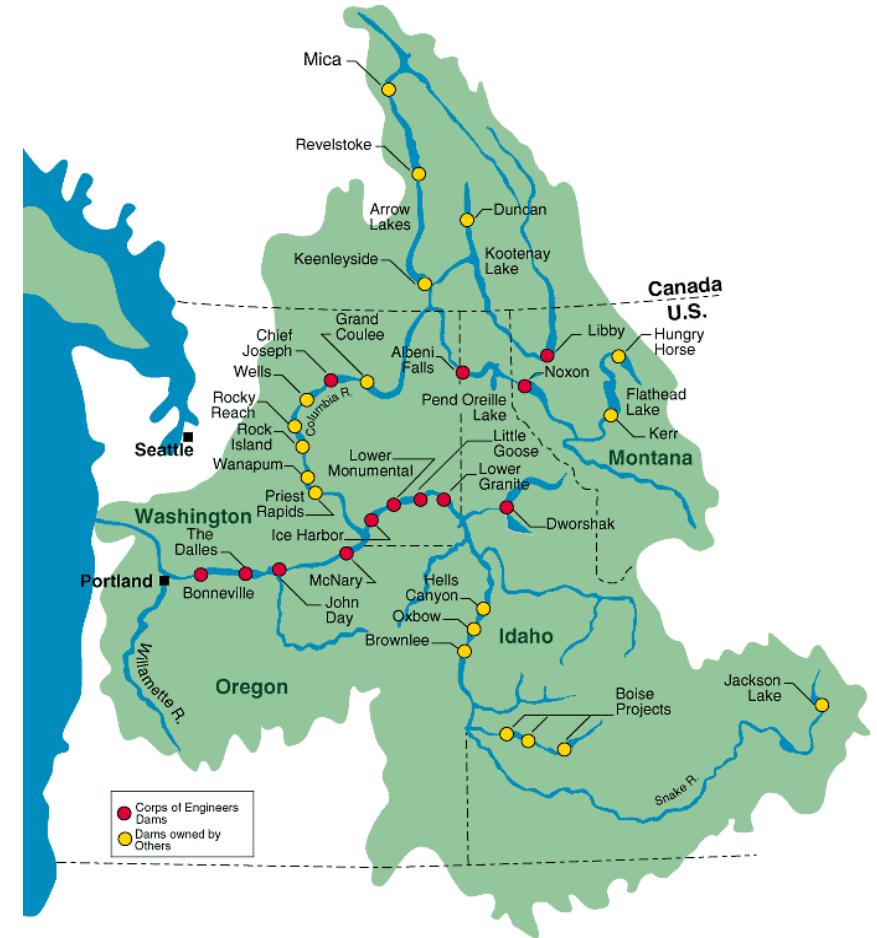 Mica
Revelstoke
Arrow
Lakes
Duncan
Keenleyside
Kootenay
Lake
Canada
U.S.
Grand
Coulee
Chief
Joseph
Libby
Hungry
Horse
Albeni
Falls
Wells
Noxon
Rocky
Reach
Columbia R.
Pend Oreille
Lake
Flathead
Lake
Rock
Island
Kerr
Seattle
Little
Goose
Wanapum
Lower
Monumental
Lower
Granite
Montana
Priest
Rapids
Washington
Ice Harbor
Dworshak
The
Dalles
Portland
Bonneville
McNary
John
Day
Hells
Canyon
Oxbow
Brownlee
Idaho
Willamette R.
Oregon
Boise
Projects
Jackson
Lake
Snake R.
Corps of Engineers
Dams
Dams owned by
Others